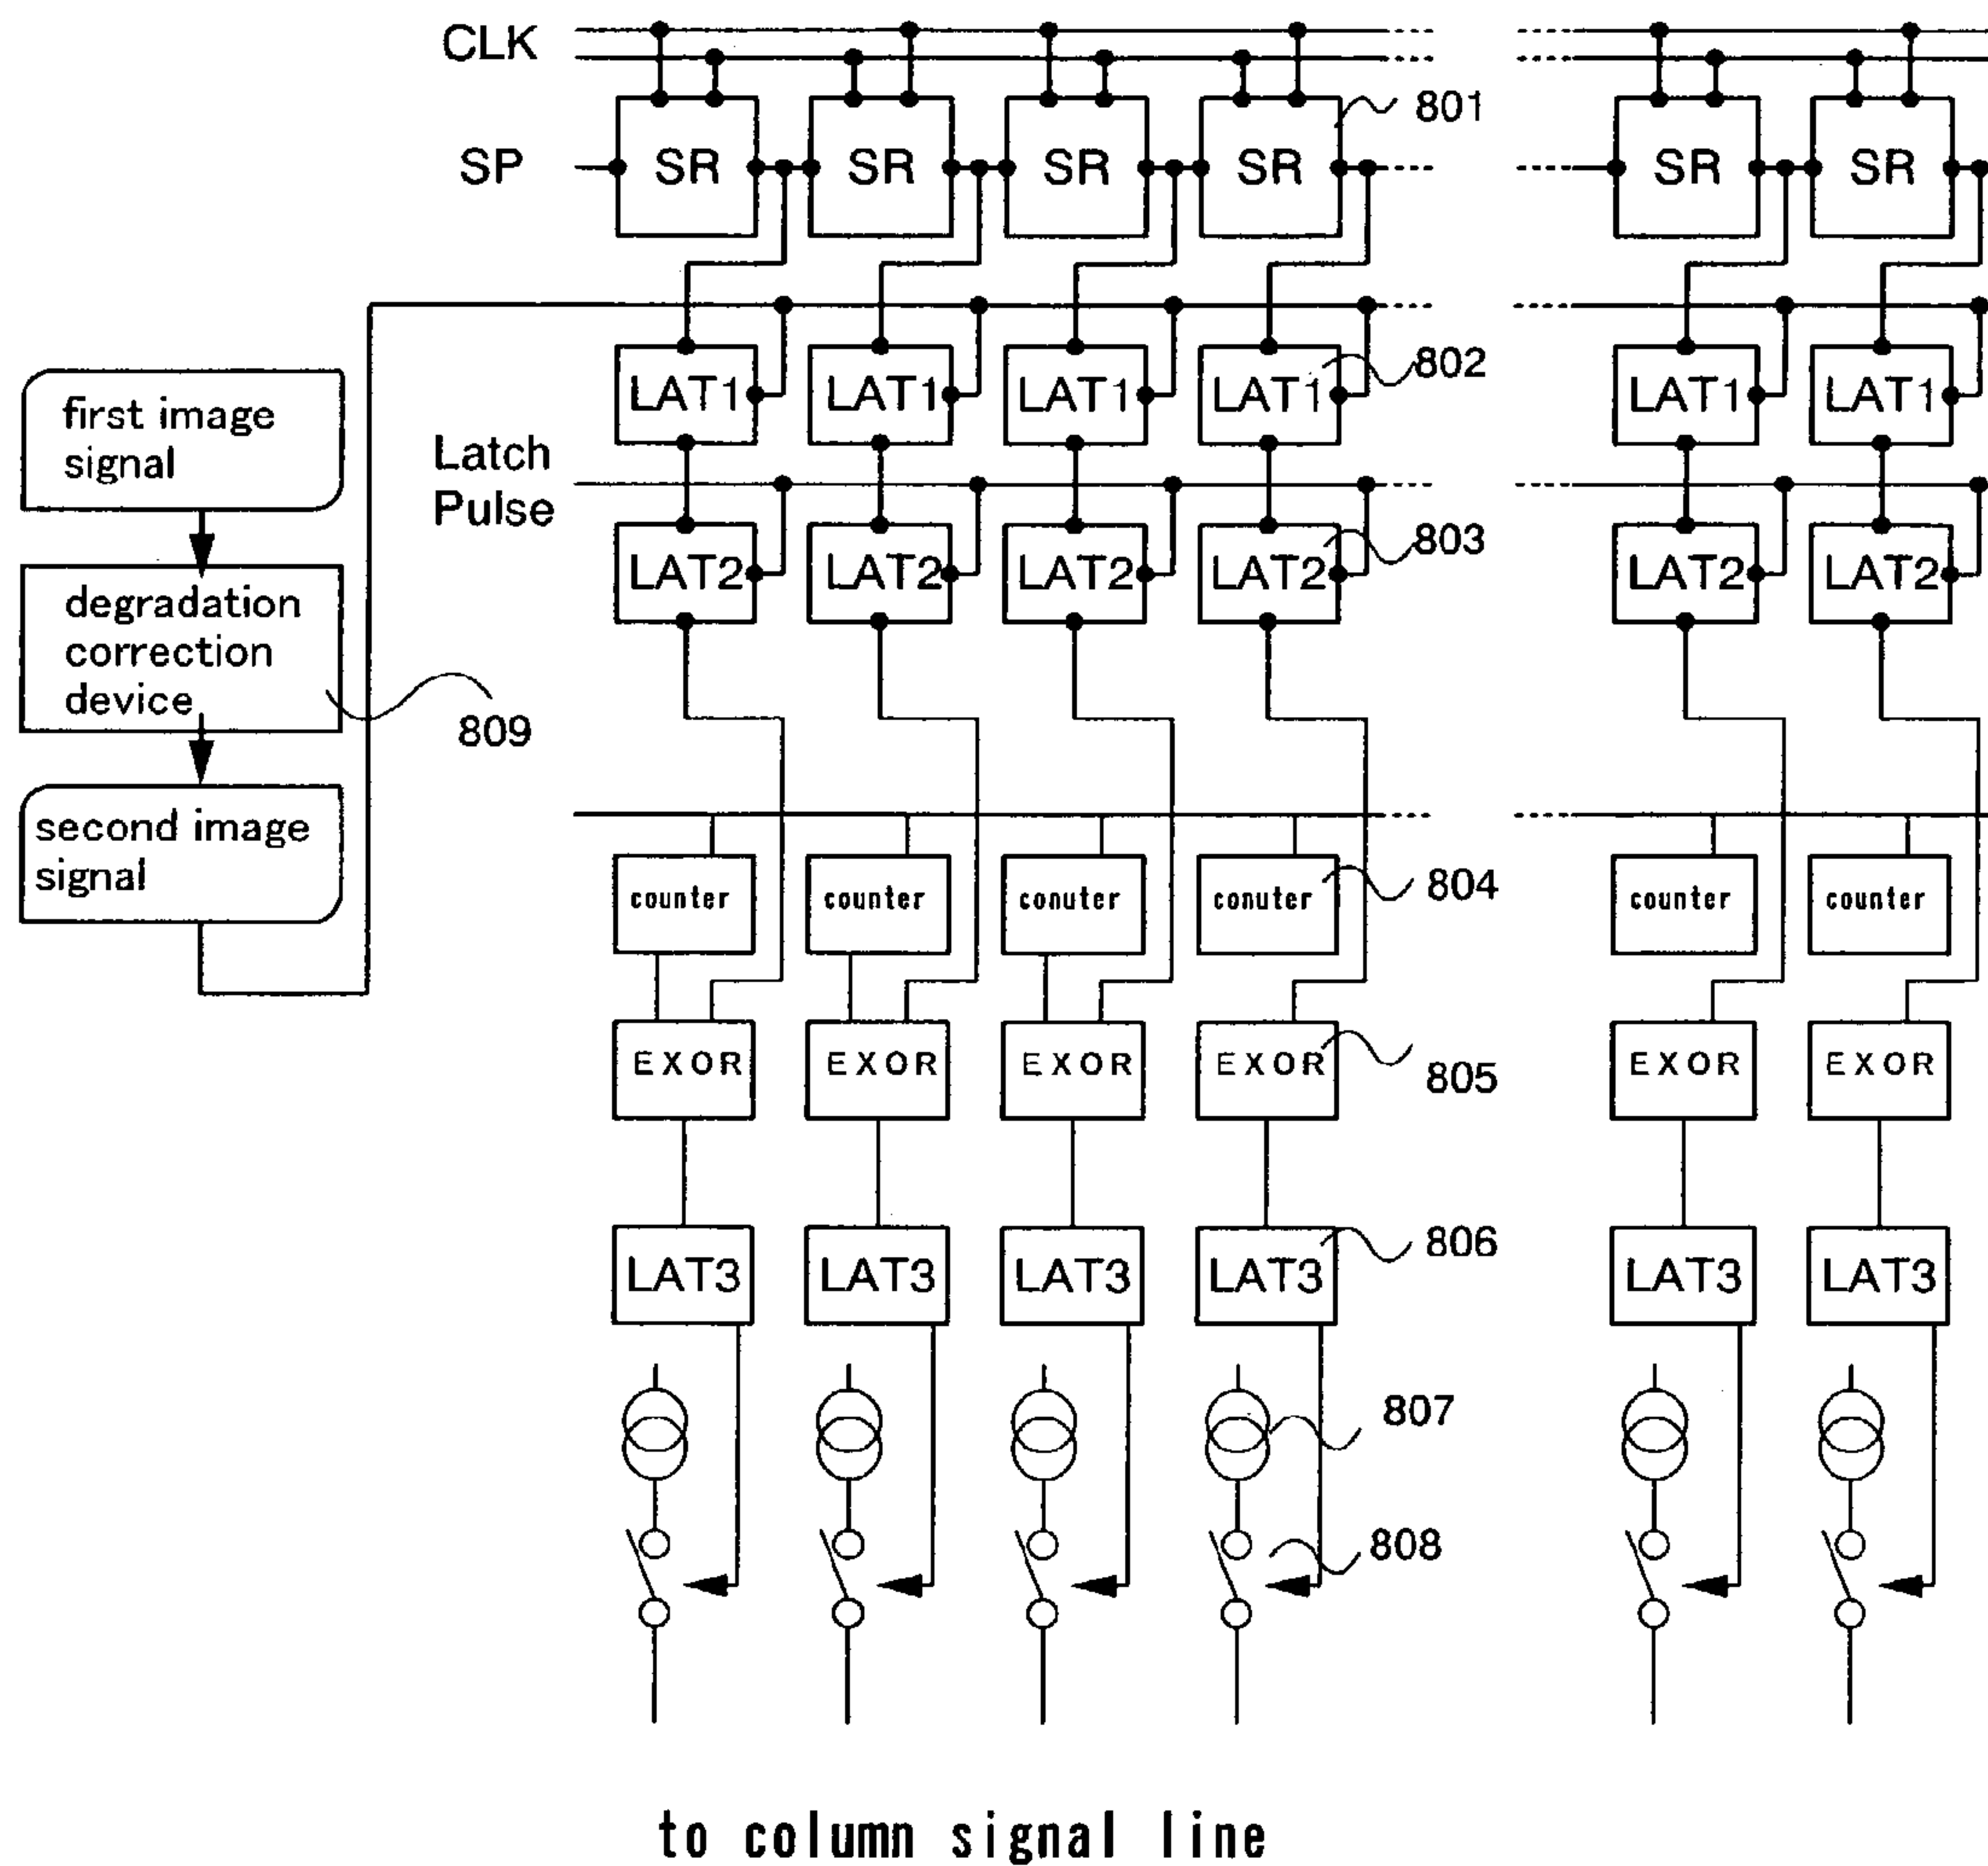 CLK
801
SP SR SR SR SR SR SR
802
LAT1 LAT1 LAT1 LAT1 LAT1 LAT1
first image
signal
Latch
Pulse
803
LAT2 LAT2 LAT2 LAT2 LAT2 LAT2
degradation
correction
device
809
second image
signal
804
counter counter conuter conuter counter counter
EXOR EXOR EXOR EXOR EXOR EXOR
805
806
LAT3 LAT3 LAT3 LAT3 LAT3 LAT3
807
808
to column signal line